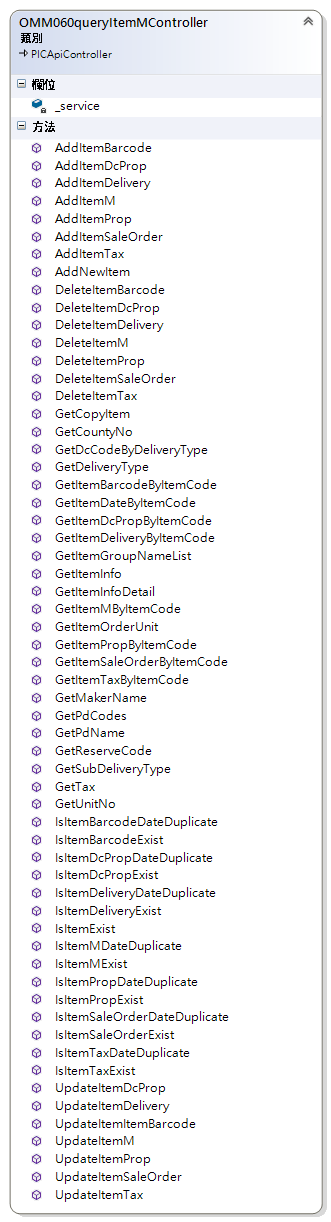 OMM060queryItemMController
類別
PICApiController
欄位
_service
方法
AddItemBarcode
AddItemDcProp
AddItemDelivery
AddItemM
AddItemProp
AddItemSaleOrder
AddItemTax
AddNewItem
DeleteItemBarcode
DeleteItemDcProp
DeleteItemDelivery
DeleteItemM
DeleteItemProp
DeleteItemSaleOrder
DeleteItemTax
GetCopyItem
GetCountyNo
GetDcCodeByDeliveryType
GetDeliveryType
GetItemBarcodeByItemCode
GetItemDateByItemCode
GetItemDcPropByItemCode
GetItemDeliveryByItemCode
GetItemGroupNameList
GetItemInfo
GetItemInfoDetail
GetItemMByItemCode
GetItemOrderUnit
GetItemPropByItemCode
GetItemSaleOrderByItemCode
GetItemTaxByItemCode
GetMakerName
GetPdCodes
GetPdName
GetReserveCode
GetSubDeliveryType
GetTax
GetUnitNo
IsItemBarcodeDateDuplicate
IsItemBarcodeExist
IsItemDcPropDateDuplicate
IsItemDcPropExist
IsItemDeliveryDateDuplicate
IsItemDeliveryExist
IsItemExist
IsItemMDateDuplicate
IsItemMExist
IsItemPropDateDuplicate
IsItemPropExist
IsItemSaleOrderDateDuplicate
IsItemSaleOrderExist
IsItemTaxDateDuplicate
IsItemTaxExist
UpdateItemDcProp
UpdateItemDelivery
UpdateItemItemBarcode
UpdateItemM
UpdateItemProp
UpdateItemSaleOrder
UpdateItemTax